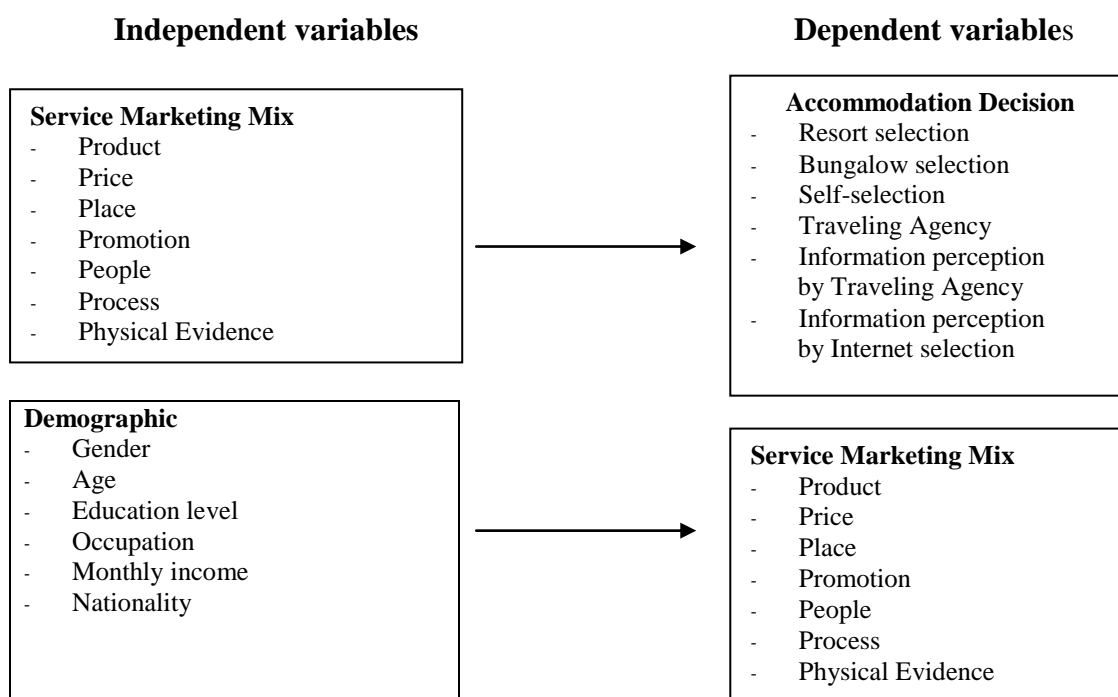 Independent variables
Dependent variables
Service Marketing Mix
- Product
- Price
- Place
- Promotion
- People
- Process
- Physical Evidence
Accommodation Decision
- Resort selection
- Bungalow selection
- Self-selection
- Traveling Agency
- Information perception
by Traveling Agency
- Information perception
by Internet selection
Demographic
- Gender
- Age
- Education level
- Occupation
- Monthly income
- Nationality
Service Marketing Mix
- Product
- Price
- Place
- Promotion
- People
- Process
- Physical Evidence